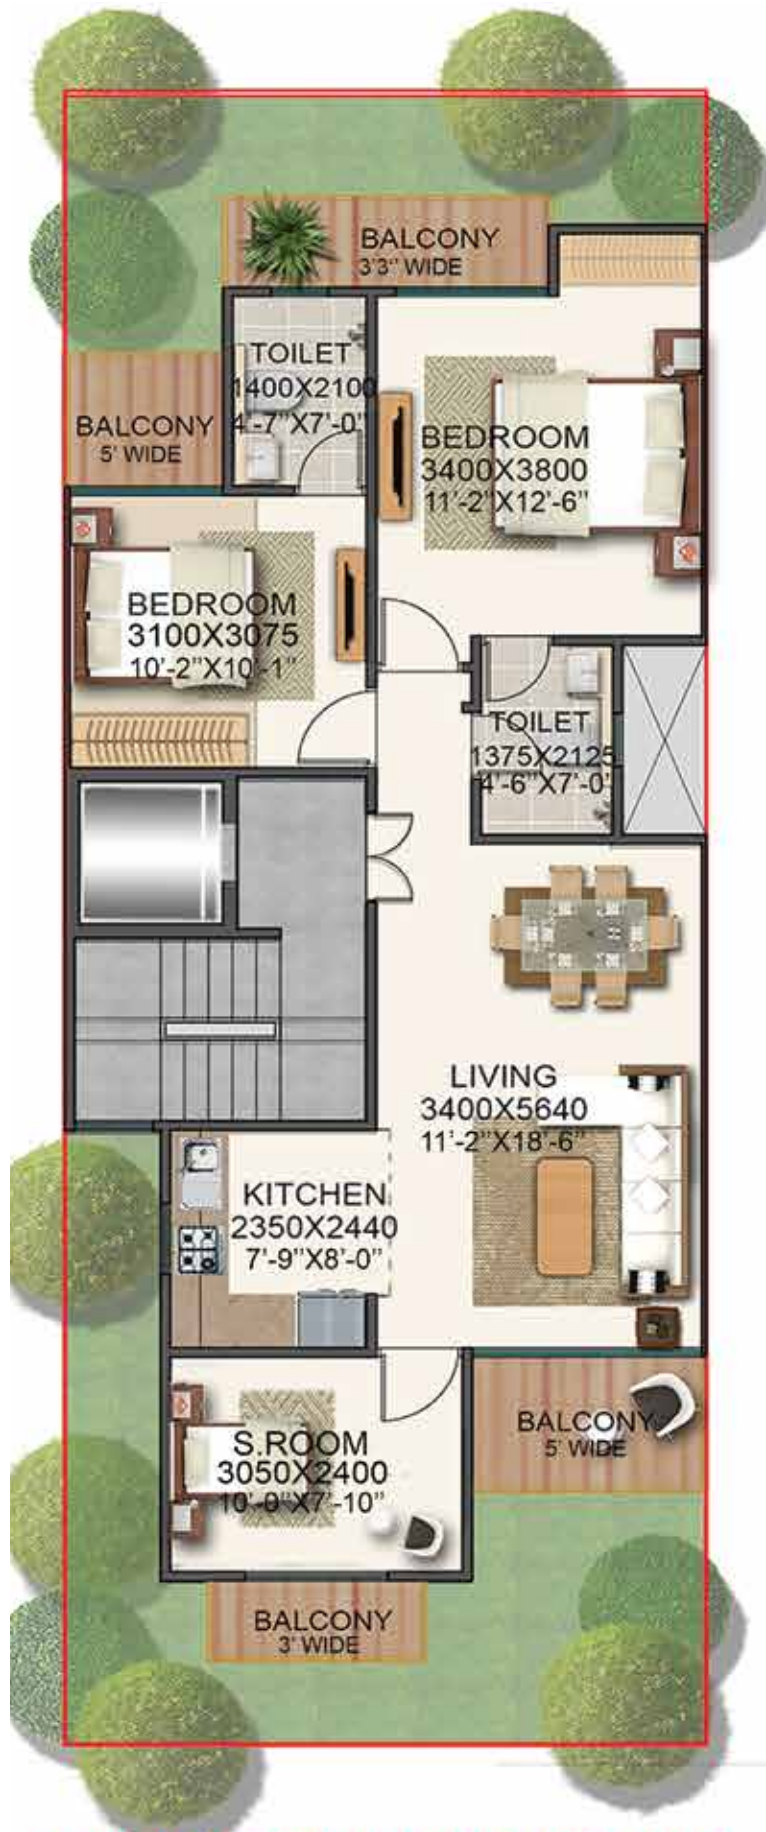 BALCONY
3'3" WIDE
TOILET
1400X2100
4'-7"X7'-0"
BALCONY
5' WIDE
BEDROOM
3400X3800
11'-2"X12'-6"
BEDROOM
3100X3075
10'-2"X10'-1"
TOILET
1375X2125
4'-6"X7'-0"
LIVING
3400X5640
11'-2"X18'-6"
KITCHEN
2350X2440
7'-9"X8'-0"
BALCONY
5' WIDE
S.ROOM
3050X2400
10'-0"X7'-10"
BALCONY
3' WIDE